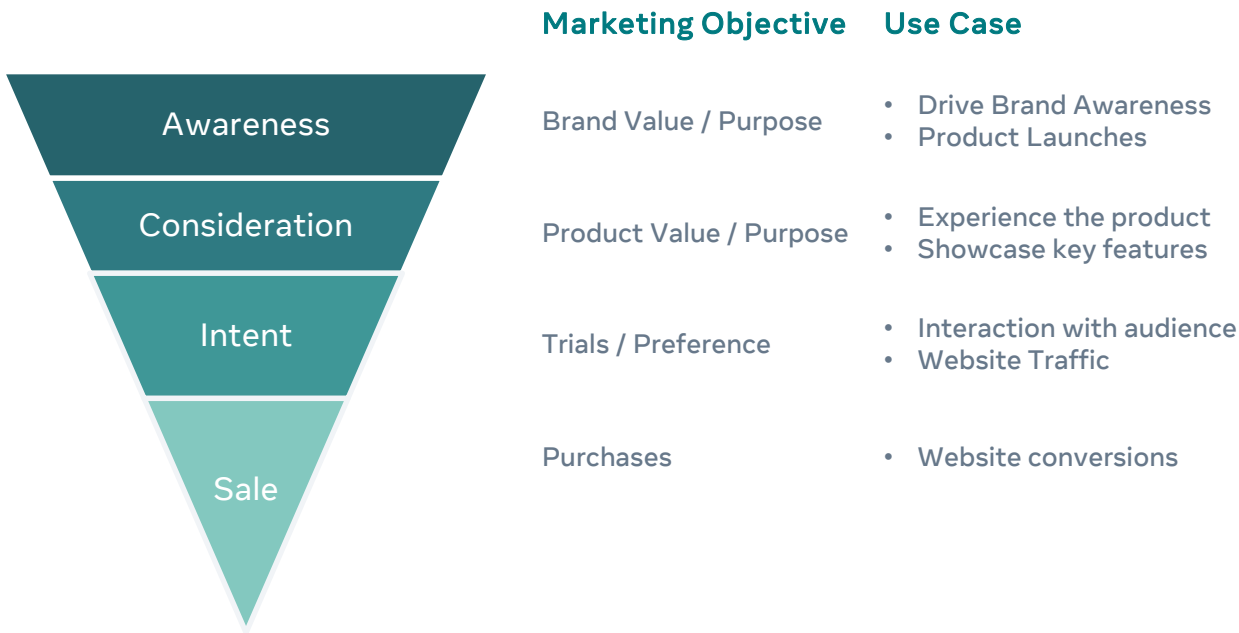 Marketing Objective
Use Case
Awareness
Brand Value / Purpose
• Drive Brand Awareness
• Product Launches
Consideration
Product Value / Purpose
• Experience the product
• Showcase key features
Intent
Trials / Preference
• Interaction with audience
• Website Traffic
Sale
Purchases
• Website conversions